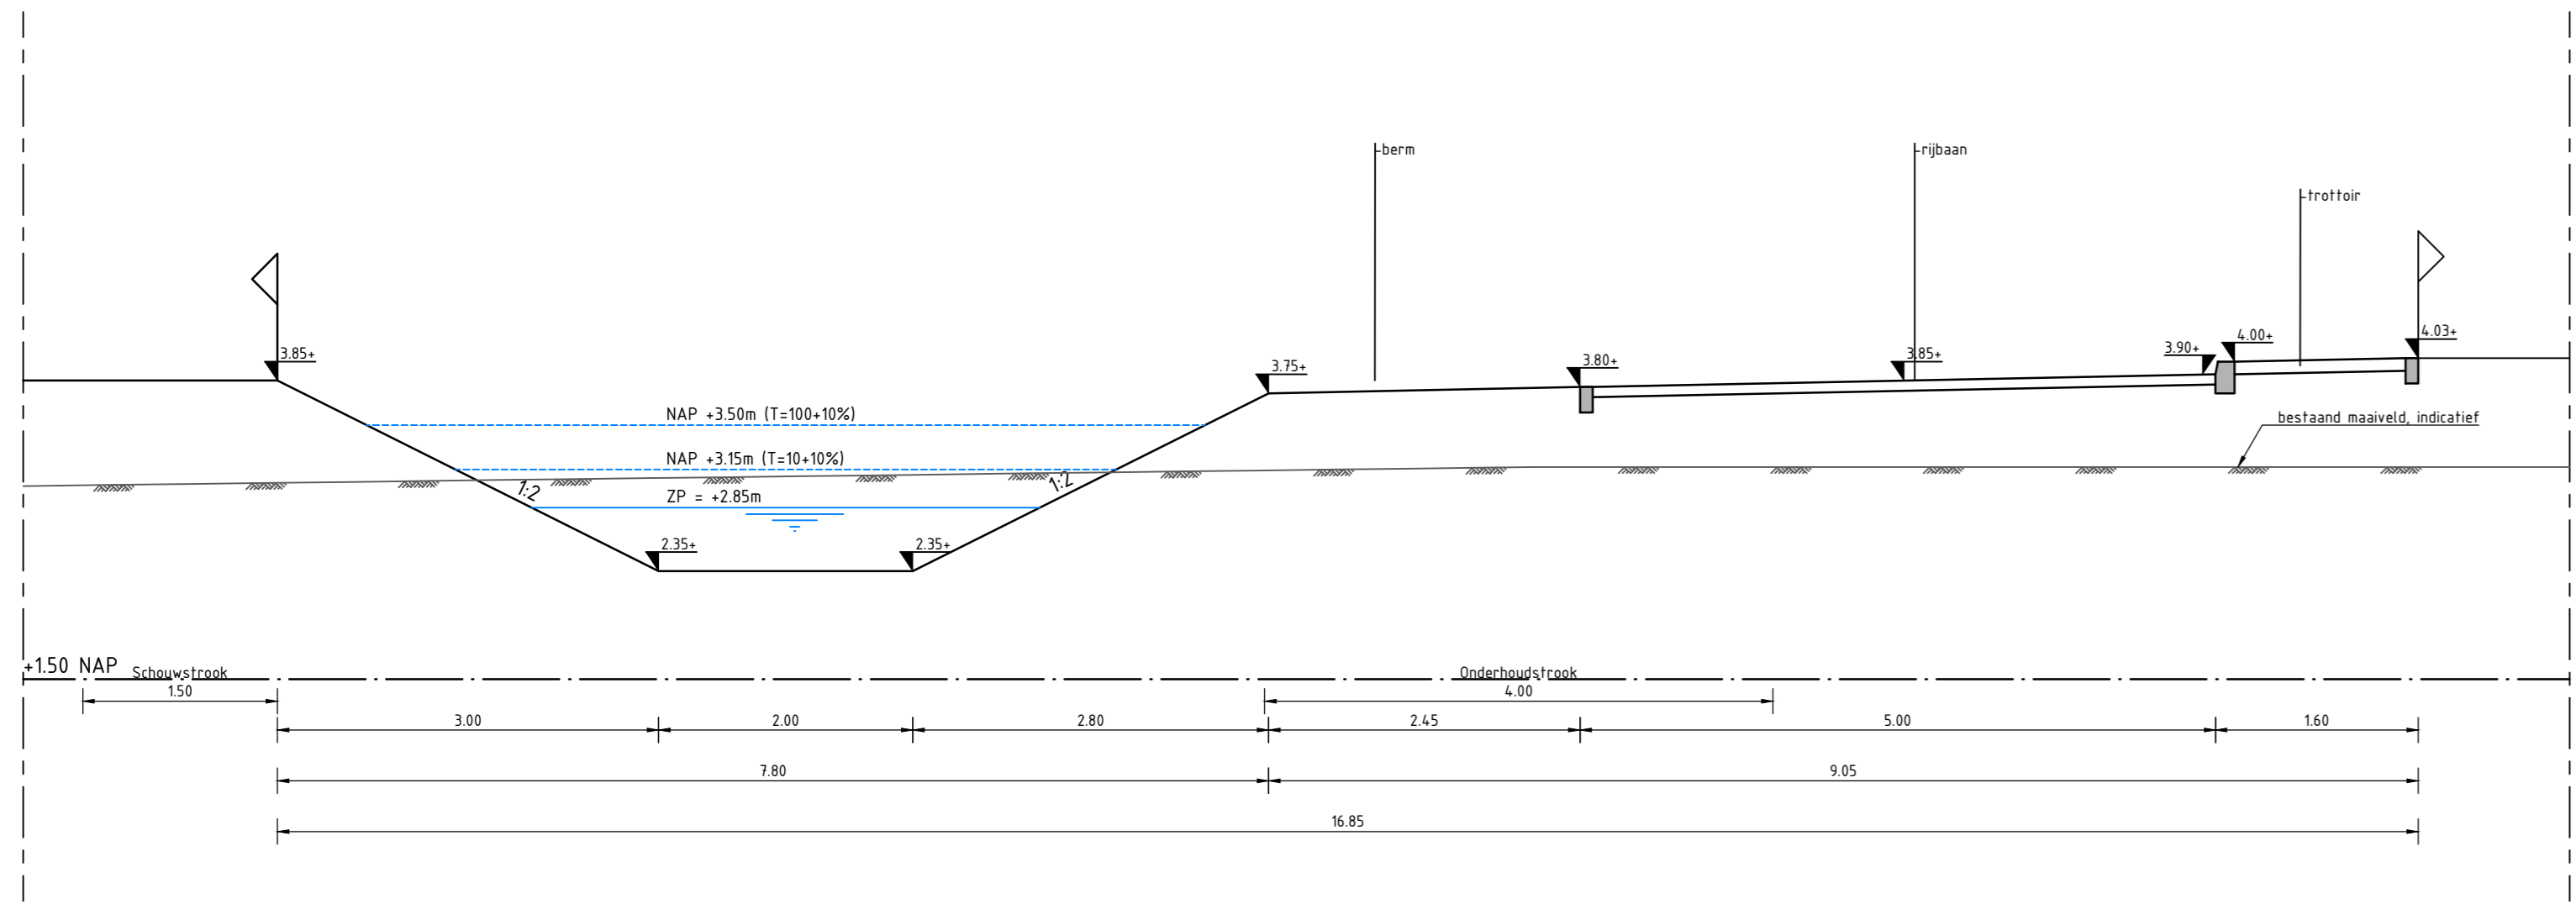 berm
rijbaan
trottoir
3.85+
3.75+
3.80+
3.85+
3.90+
4.00+
4.03+
NAP +3.50m (T=100+10%)
bestaand maaiveld, indicatief
NAP +3.15m (T=10+10%)
1:2
ZP = +2.85m
1:2
2.35+
2.35+
+1.50 NAP
Schouwstrook
Onderhoudstrook
1.50
4.00
3.00
2.00
2.80
2.45
5.00
1.60
7.80
9.05
16.85